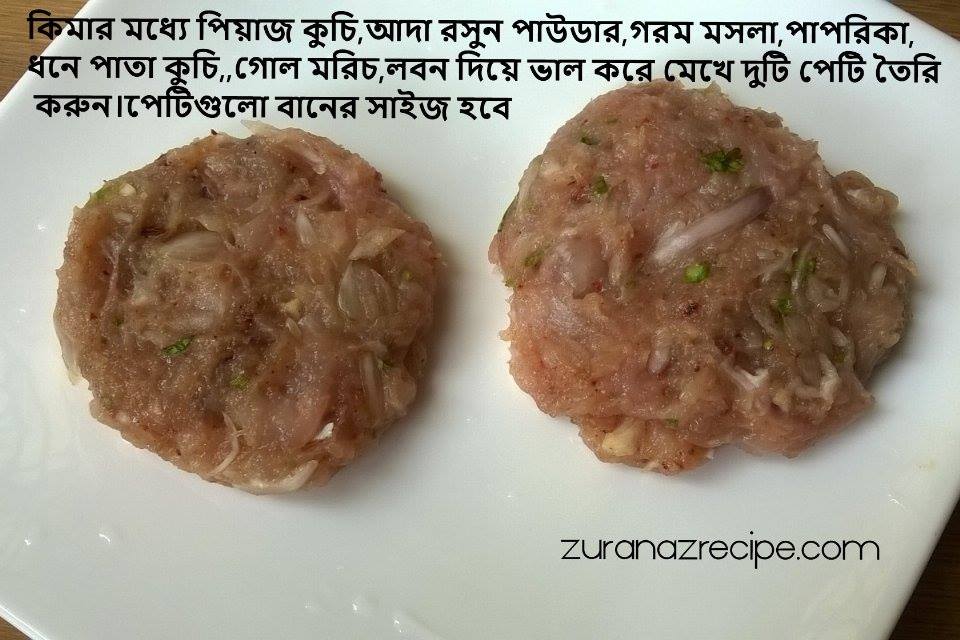 কিমার মধ্যে পিয়াজ কুচি,আদা রসুন পাউডার,গরম মসলা,পাপরিকা,
ধনে পাতা কুচি,,গোল মরিচ,লবন দিয়ে ভাল করে মেখে দুটি পেটি তৈরি
করুন।পেটিগুলো বানের সাইজ হবে
zuranazrecipe.com